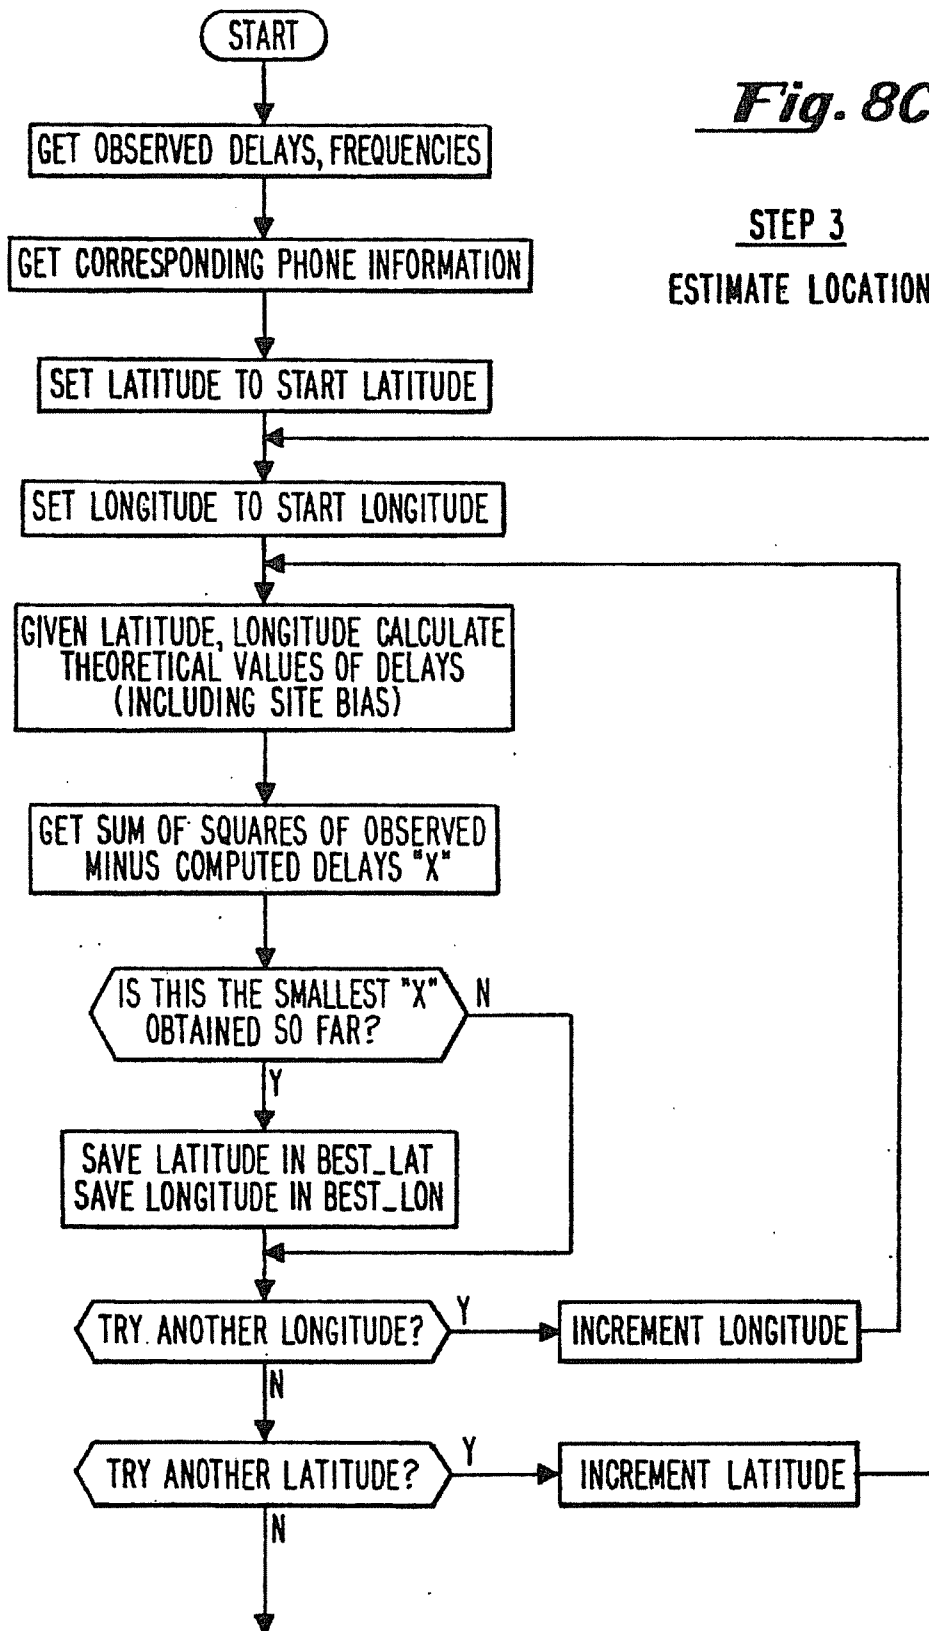 START
Fig. 8C
GET OBSERVED DELAYS, FREQUENCIES
STEP 3
GET CORRESPONDING PHONE INFORMATION
ESTIMATE LOCATION
SET LATITUDE TO START LATITUDE
SET LONGITUDE TO START LONGITUDE
GIVEN LATITUDE, LONGITUDE CALCULATE
THEORETICAL VALUES OF DELAYS
(INCLUDING SITE BIAS)
GET SUM OF SQUARES OF OBSERVED
MINUS COMPUTED DELAYS "X"
IS THIS THE SMALLEST "X"
OBTAINED SO FAR?
N
Y
SAVE LATITUDE IN BEST_LAT
SAVE LONGITUDE IN BEST_LON
TRY ANOTHER LONGITUDE?
Y
INCREMENT LONGITUDE
N
TRY ANOTHER LATITUDE?
Y
INCREMENT LATITUDE
N